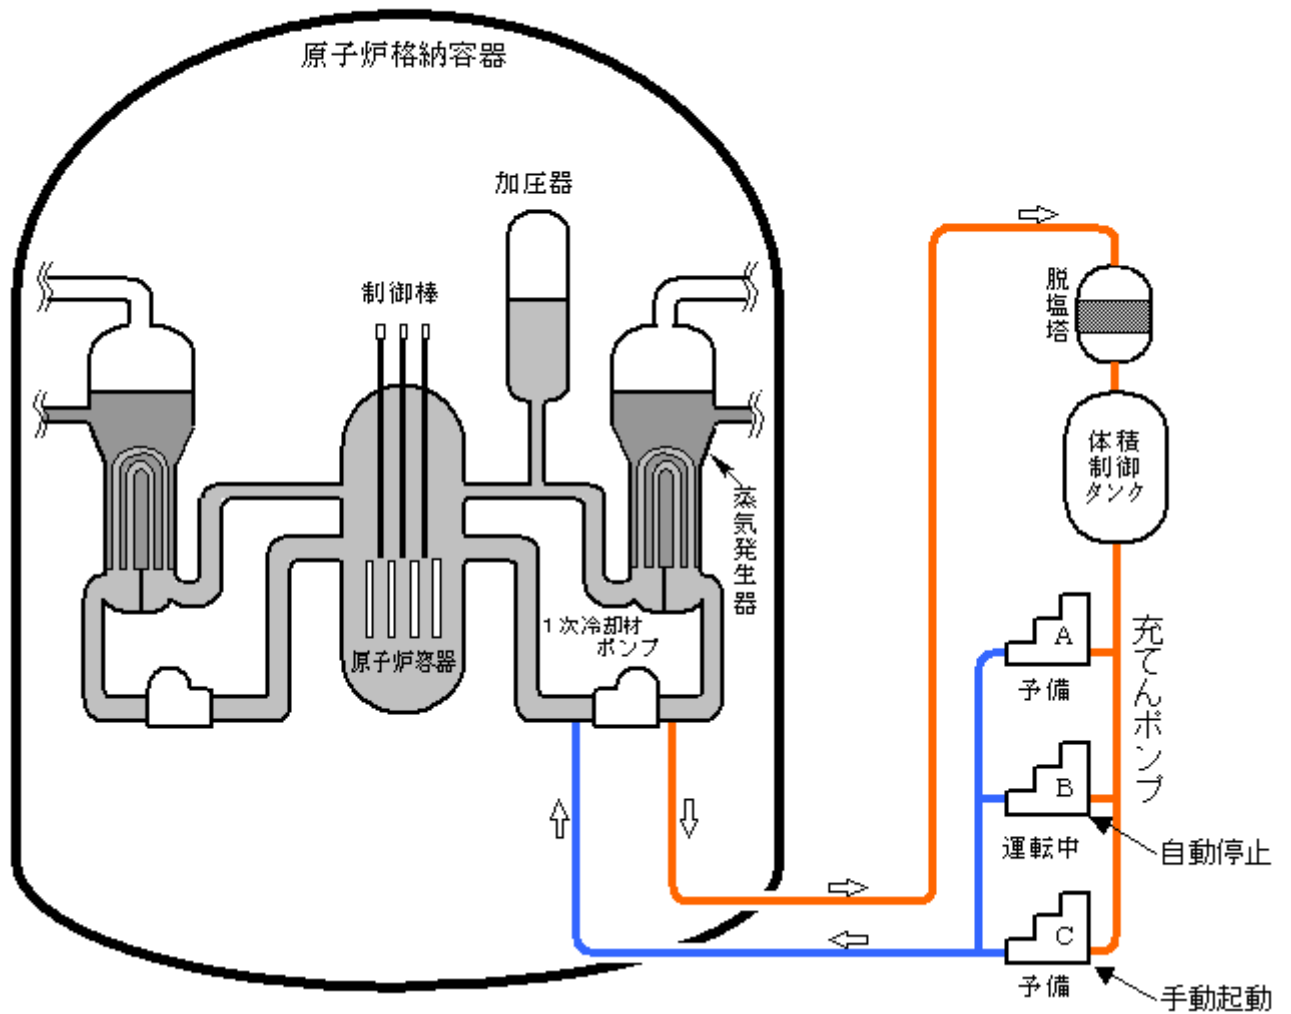 原子炉格納容器
加圧器
制御棒
脱塩塔
体積
制御
タンク
蒸気発生器
1次冷却材
ポンプ
原子炉容器
充てんポンプ
A
予備
B
運転中
自動停止
C
予備
手動起動